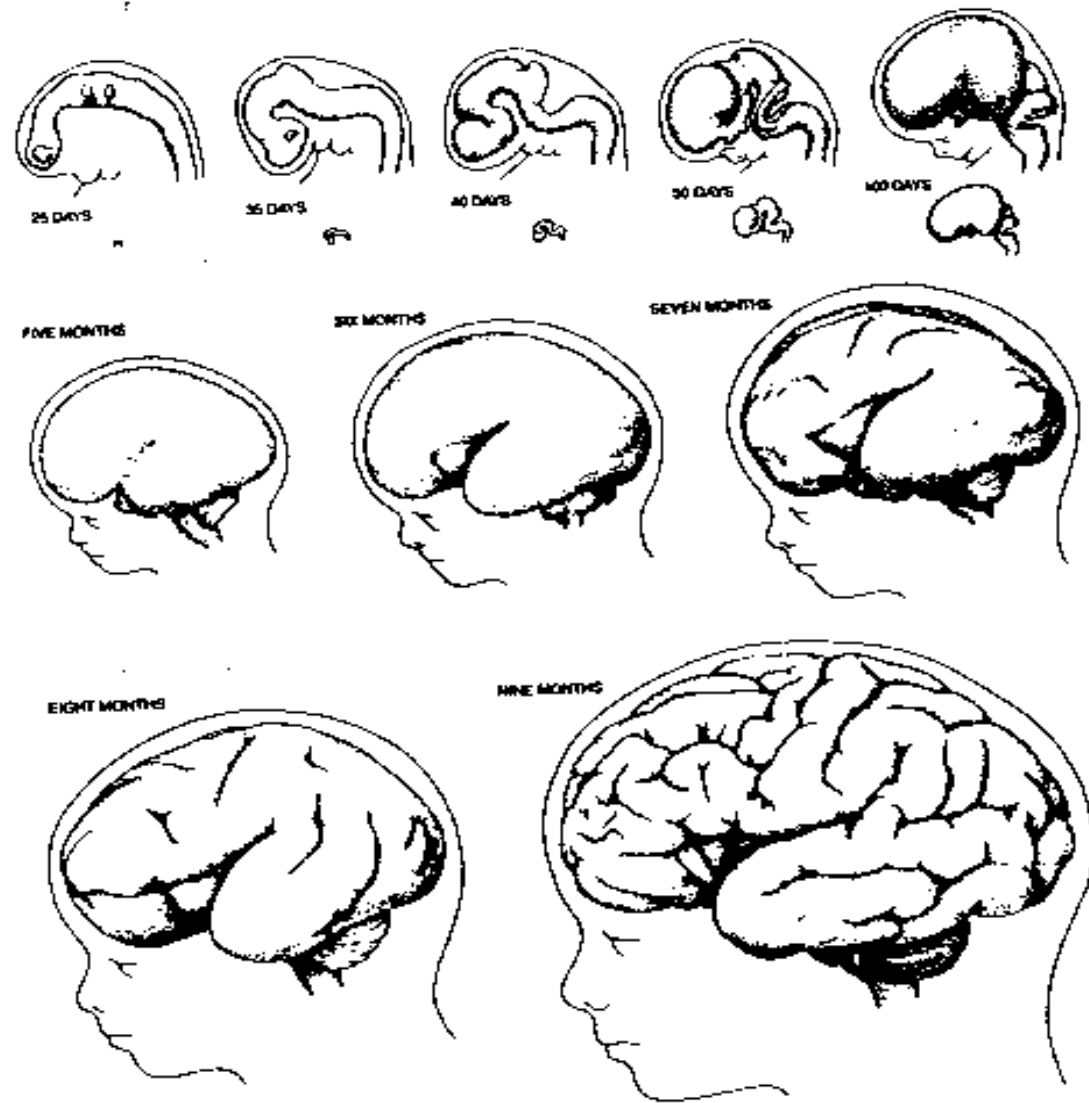 25 DAYS
35 DAYS
40 DAYS
50 DAYS
100 DAYS
FIVE MONTHS
SIX MONTHS
SEVEN MONTHS
EIGHT MONTHS
NINE MONTHS